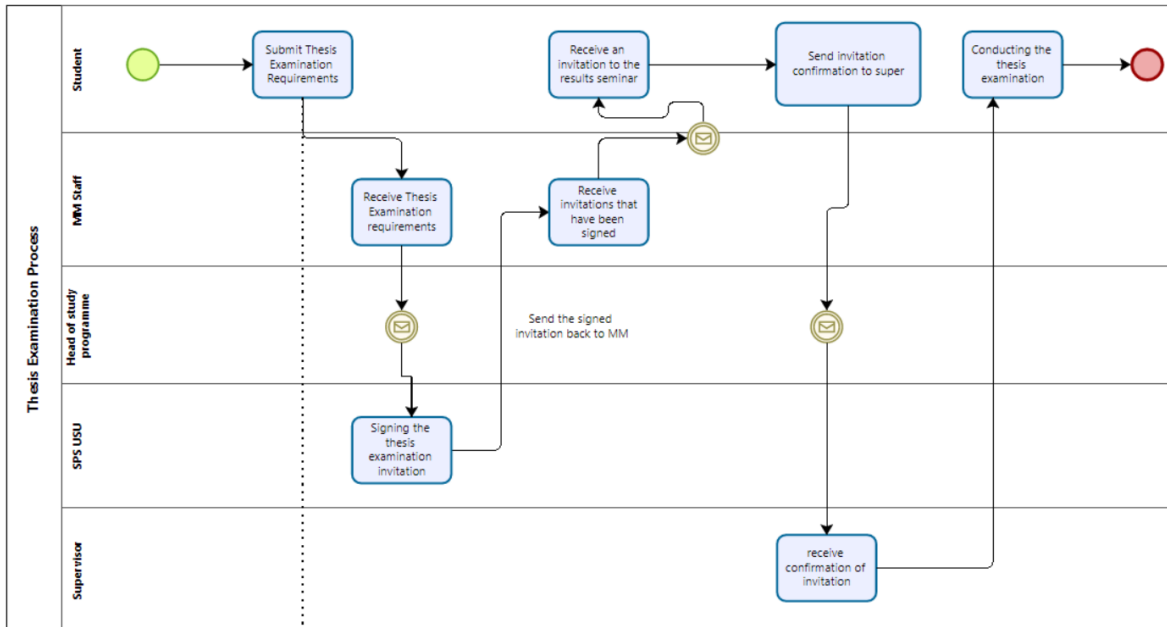 Thesis Examination Process
Student
Submit Thesis
Examination
Requirements
Receive an
invitation to the
results seminar
Send invitation
confirmation to super
Conducting the
thesis
examination
MM Staff
Receive Thesis
Examination
requirements
Receive
invitations that
have been
signed
Head of study
programme
Send the signed
invitation back to MM
SPS USU
Signing the
thesis
examination
invitation
Supervisor
receive
confirmation of
invitation